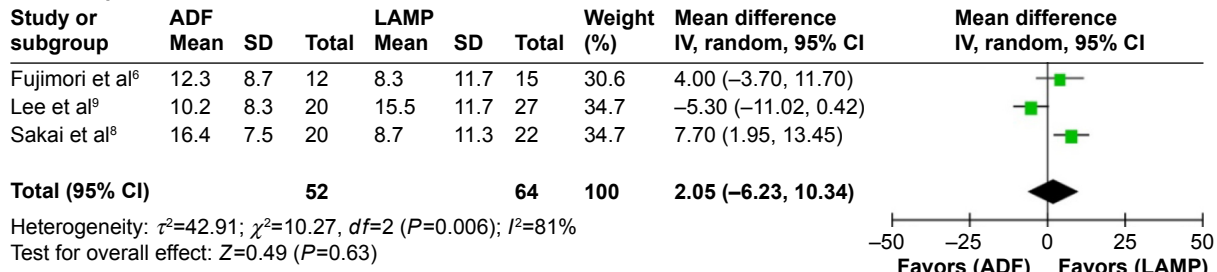 Study or ADF LAMP Weight Mean difference Mean difference
subgroup Mean SD Total Mean SD Total (%) IV, random, 95% CI IV, random, 95% CI
Fujimori et al⁶ 12.3 8.7 12 8.3 11.7 15 30.6 4.00 (–3.70, 11.70)
Lee et al⁹ 10.2 8.3 20 15.5 11.7 27 34.7 –5.30 (–11.02, 0.42)
Sakai et al⁸ 16.4 7.5 20 8.7 11.3 22 34.7 7.70 (1.95, 13.45)
Total (95% CI) 52 64 100 2.05 (–6.23, 10.34)
Heterogeneity: τ²=42.91; χ²=10.27, df=2 (P=0.006); I²=81%
Test for overall effect: Z=0.49 (P=0.63)
–50 –25 0 25 50
Favors (ADF) Favors (LAMP)